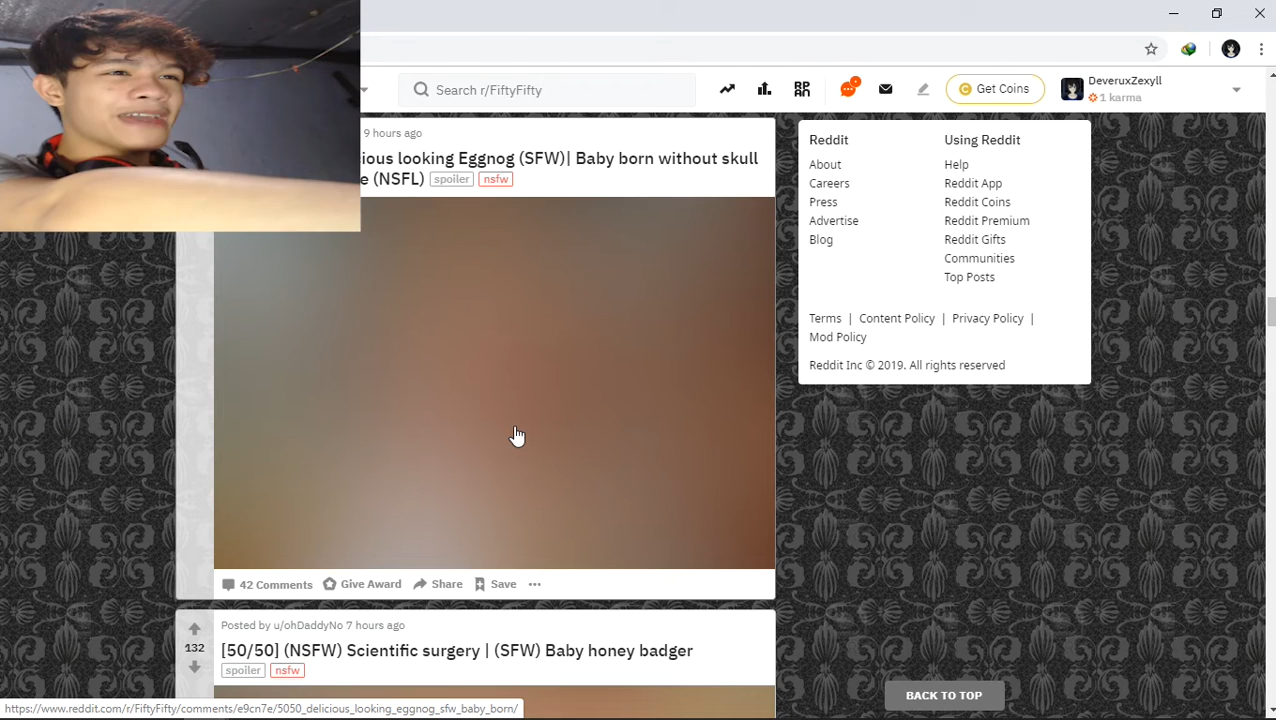 Search r/FiftyFifty
Get Coins
DeveruxZexyll
1 karma
9 hours ago
ious looking Eggnog (SFW)| Baby born without skull
e (NSFL) spoiler nsfw
42 Comments Give Award Share Save
Posted by u/ohDaddyNo 7 hours ago
132
[50/50] (NSFW) Scientific surgery | (SFW) Baby honey badger
spoiler nsfw
Reddit Using Reddit
About Help
Careers Reddit App
Press Reddit Coins
Advertise Reddit Premium
Blog Reddit Gifts
Communities
Top Posts
Terms | Content Policy | Privacy Policy |
Mod Policy
Reddit Inc © 2019. All rights reserved
BACK TO TOP
https://www.reddit.com/r/FiftyFifty/comments/e9cn7e/5050_delicious_looking_eggnog_sfw_baby_born/